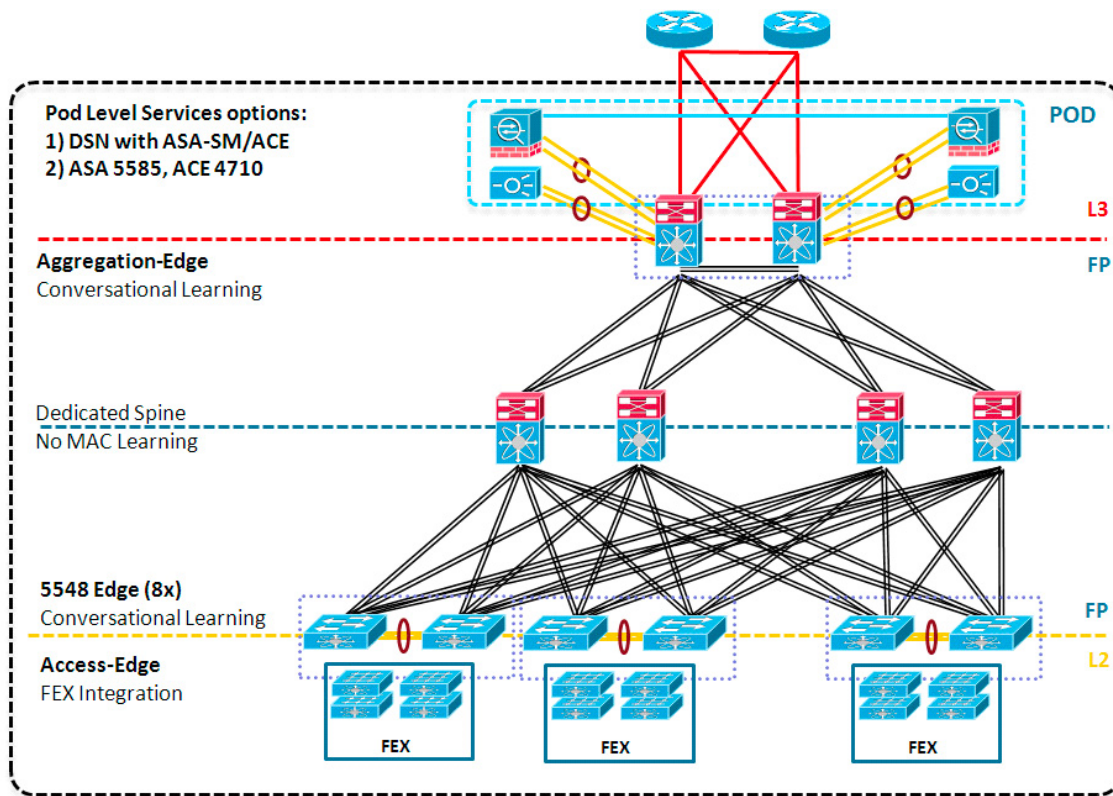 Pod Level Services options:
1) DSN with ASA-SM/ACE
2) ASA 5585, ACE 4710
POD
L3
Aggregation-Edge
Conversational Learning
FP
Dedicated Spine
No MAC Learning
5548 Edge (8x)
Conversational Learning
FP
Access-Edge
FEX Integration
L2
FEX
FEX
FEX